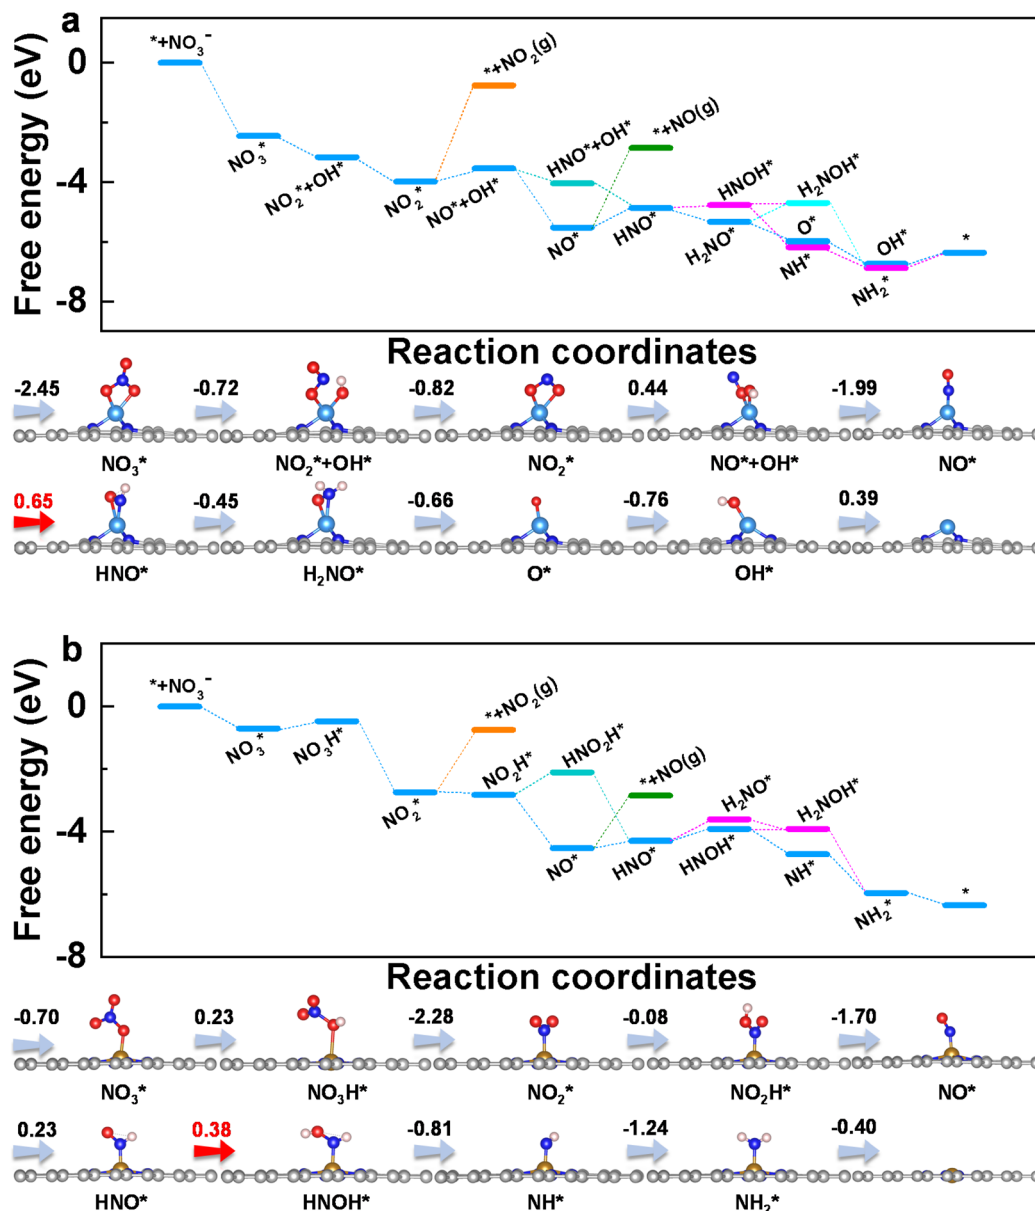 a
Free energy (eV)
0
-4
-8
*+NO₃⁻
NO₃*
NO₂*+OH*
NO₂*
*+NO₂(g)
NO*+OH*
HNO*+OH*
NO*
*+NO(g)
HNO*
HNOH*
H₂NO*
H₂NOH*
O*
NH*
OH*
NH₂*
*
Reaction coordinates
-2.45 -0.72 -0.82 0.44 -1.99
NO₃* NO₂*+OH* NO₂* NO*+OH* NO*
0.65 -0.45 -0.66 -0.76 0.39
HNO* H₂NO* O* OH*
b
Free energy (eV)
0
-4
-8
*+NO₃⁻
NO₃*
NO₃H*
NO₂*
*+NO₂(g)
NO₂H*
HNO₂H*
NO*
*+NO(g)
HNO*
H₂NO*
HNOH*
H₂NOH*
NH*
NH₂*
*
Reaction coordinates
-0.70 0.23 -2.28 -0.08 -1.70
NO₃* NO₃H* NO₂* NO₂H* NO*
0.23 0.38 -0.81 -1.24 -0.40
HNO* HNOH* NH* NH₂*